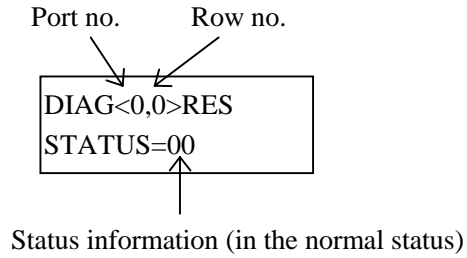 Port no. Row no.
DIAG<0,0>RES
STATUS=00
Status information (in the normal status)